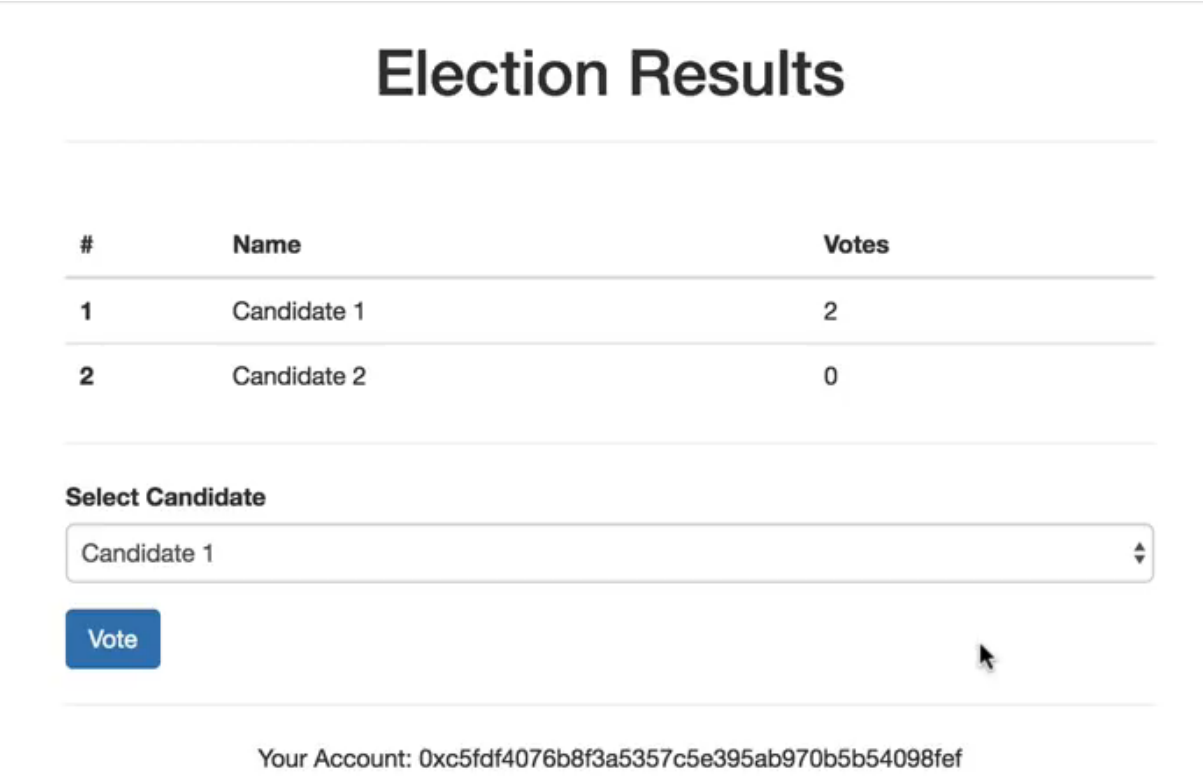 Election Results
# Name Votes
1 Candidate 1 2
2 Candidate 2 0
Select Candidate
Candidate 1
Vote
Your Account: 0xc5fdf4076b8f3a5357c5e395ab970b5b54098fef